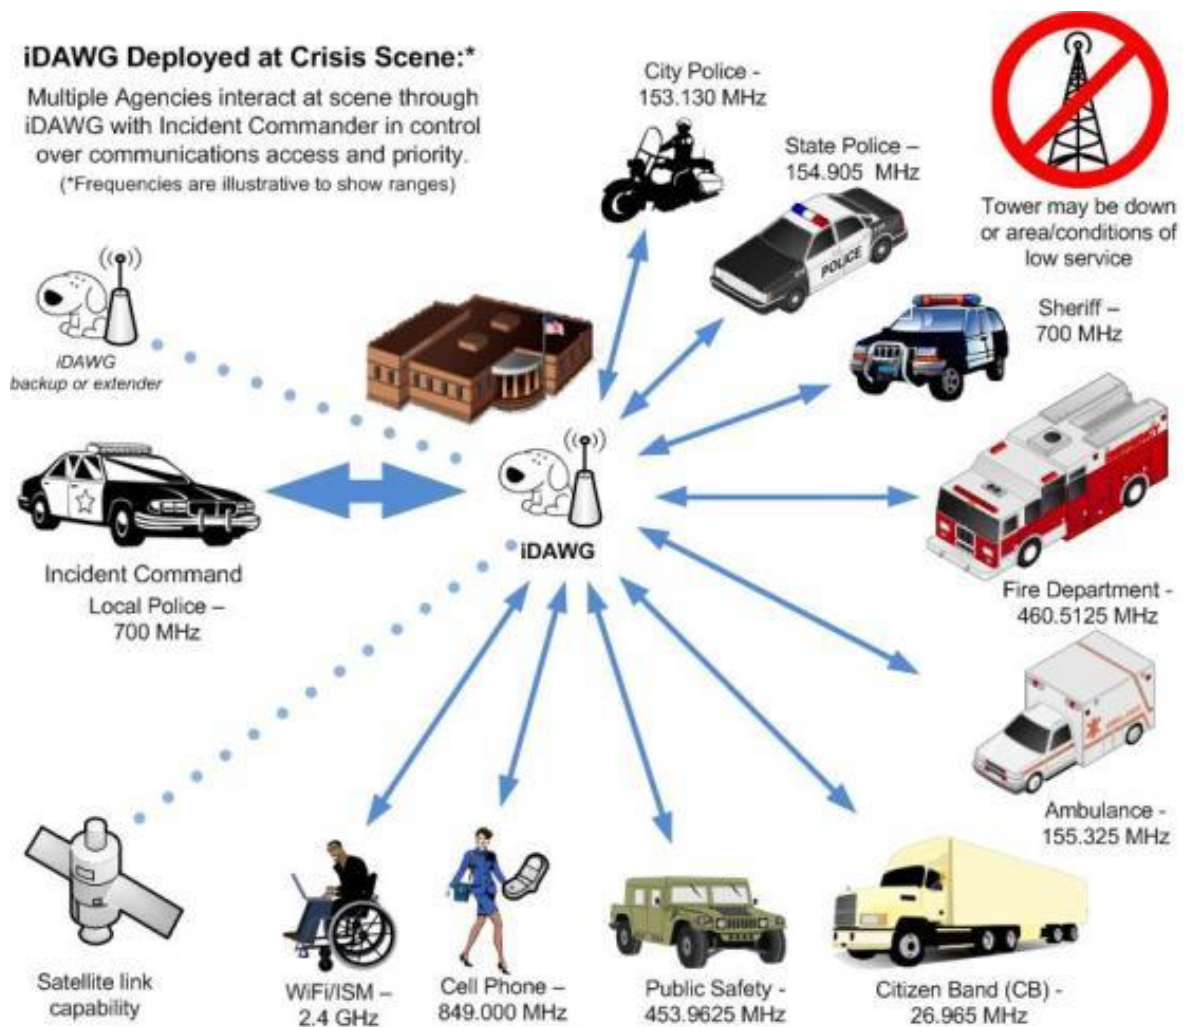 iDAWG Deployed at Crisis Scene:*
Multiple Agencies interact at scene through
iDAWG with Incident Commander in control
over communications access and priority.
(*Frequencies are illustrative to show ranges)
City Police -
153.130 MHz
State Police –
154.905 MHz
Tower may be down
or area/conditions of
low service
POLICE
Sheriff –
700 MHz
iDAWG
backup or extender
iDAWG
Incident Command
Local Police –
700 MHz
Fire Department -
460.5125 MHz
Ambulance -
155.325 MHz
Satellite link
capability
WiFi/ISM –
2.4 GHz
Cell Phone –
849.000 MHz
Public Safety -
453.9625 MHz
Citizen Band (CB) -
26.965 MHz